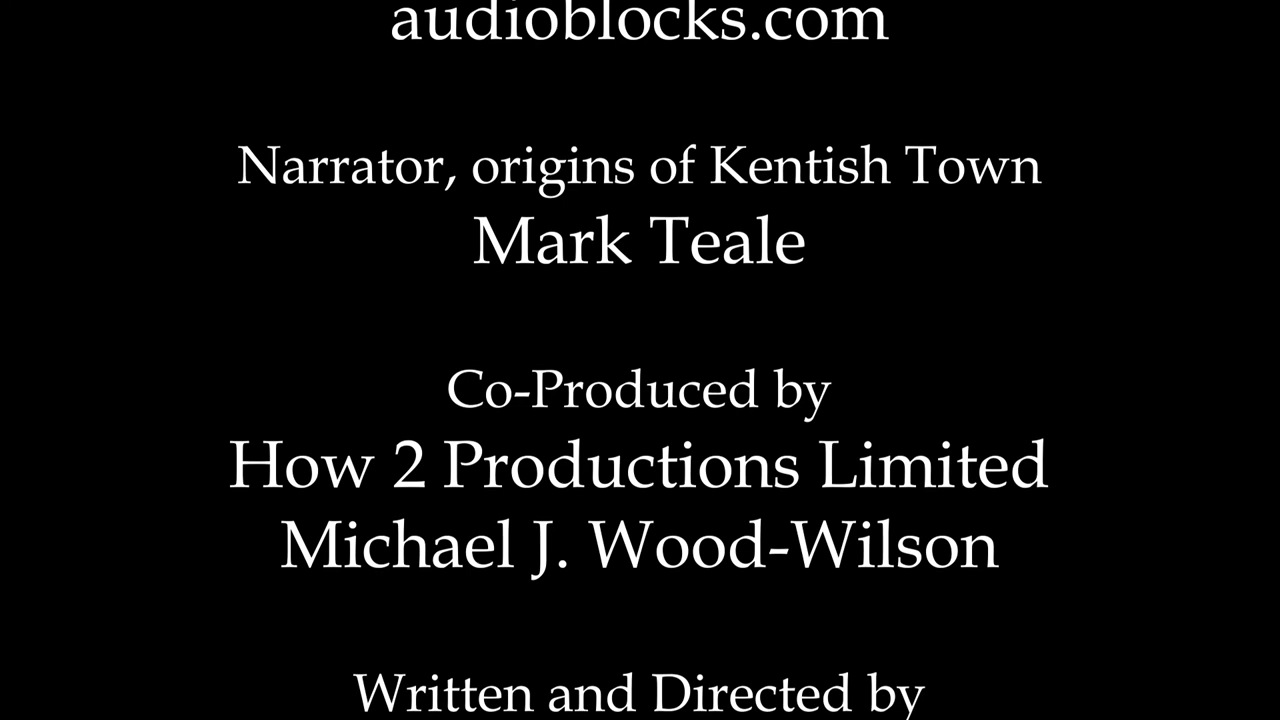 audioblocks.com
Narrator, origins of Kentish Town
Mark Teale
Co-Produced by
How 2 Productions Limited
Michael J. Wood-Wilson
Written and Directed by